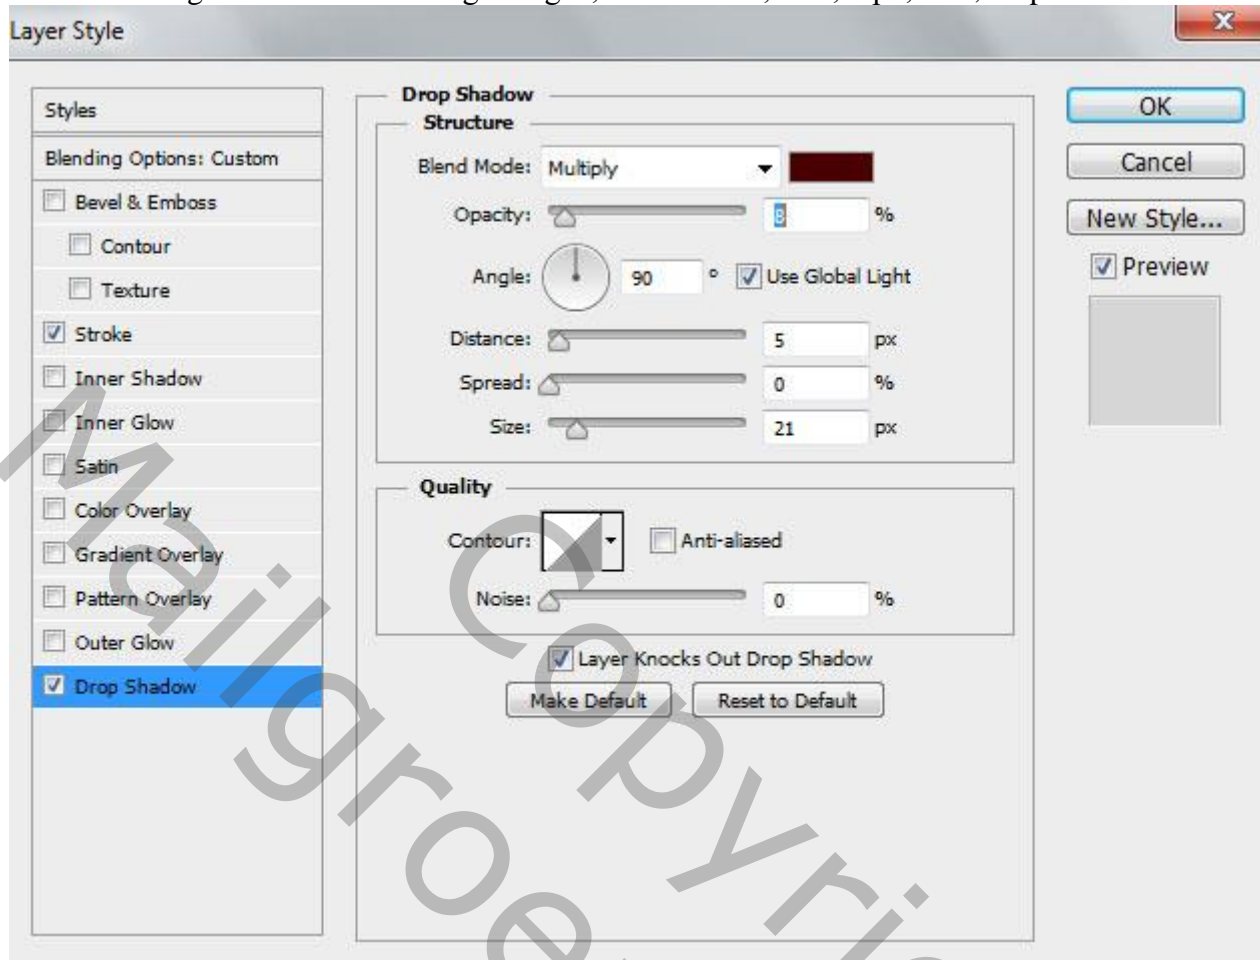 Layer Style
Styles
Blending Options: Custom
Bevel & Emboss
Contour
Texture
Stroke
Inner Shadow
Inner Glow
Satin
Color Overlay
Gradient Overlay
Pattern Overlay
Outer Glow
Drop Shadow
Drop Shadow
Structure
Blend Mode: Multiply
Opacity: 8 %
Angle: 90 ° Use Global Light
Distance: 5 px
Spread: 0 %
Size: 21 px
Quality
Contour: Anti-aliased
Noise: 0 %
Layer Knocks Out Drop Shadow
Make Default Reset to Default
OK
Cancel
New Style...
Preview